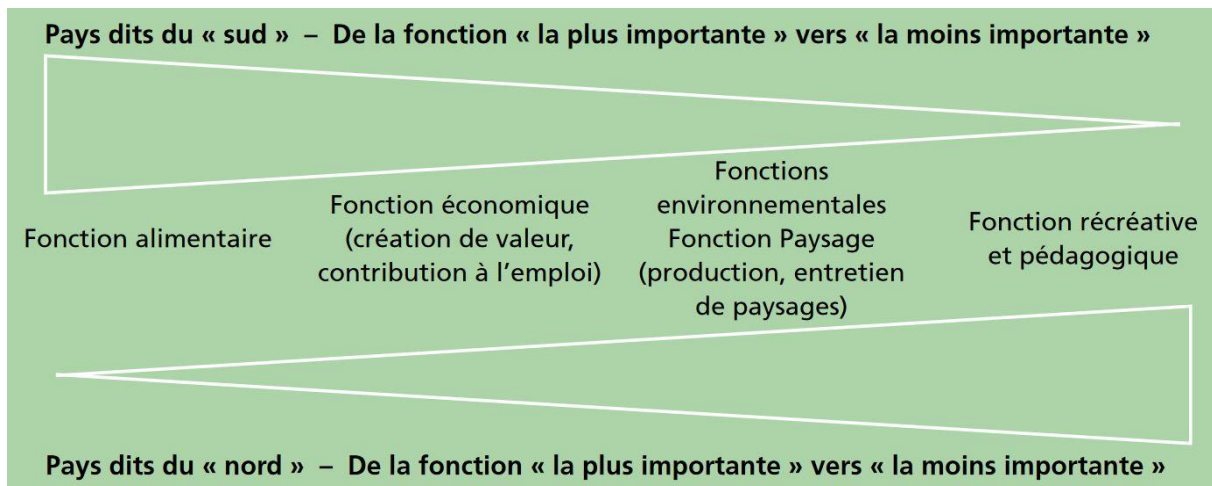 Pays dits du « sud » – De la fonction « la plus importante » vers « la moins importante »
Fonction alimentaire
Fonction économique
(création de valeur,
contribution à l’emploi)
Fonctions
environnementales
Fonction Paysage
(production, entretien
de paysages)
Fonction récréative
et pédagogique
Pays dits du « nord » – De la fonction « la plus importante » vers « la moins importante »